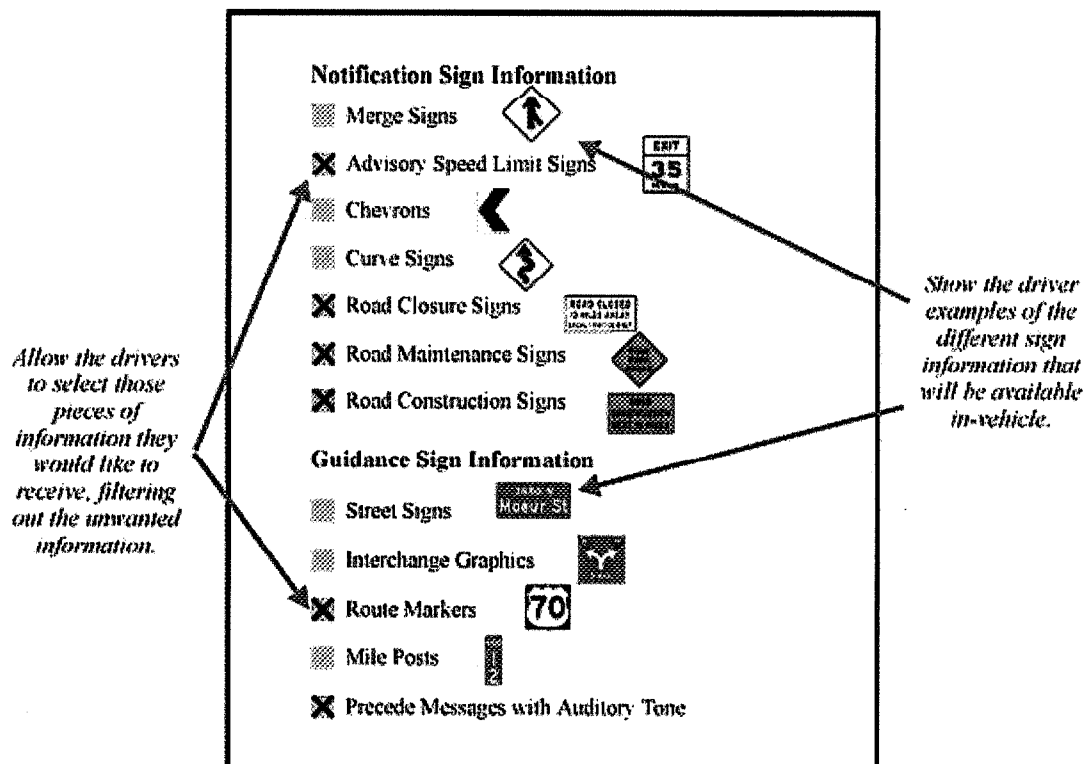 Notification Sign Information
Merge Signs
Advisory Speed Limit Signs
EXIT
35
Chevrons
Curve Signs
Road Closure Signs
ROAD CLOSED
Road Maintenance Signs
Road Construction Signs
Guidance Sign Information
Street Signs
Moeur St
Interchange Graphics
Route Markers
70
Mile Posts
1
2
Precede Messages with Auditory Tone
Allow the drivers
to select those
pieces of
information they
would like to
receive, filtering
out the unwanted
information.
Show the driver
examples of the
different sign
information that
will be available
in-vehicle.